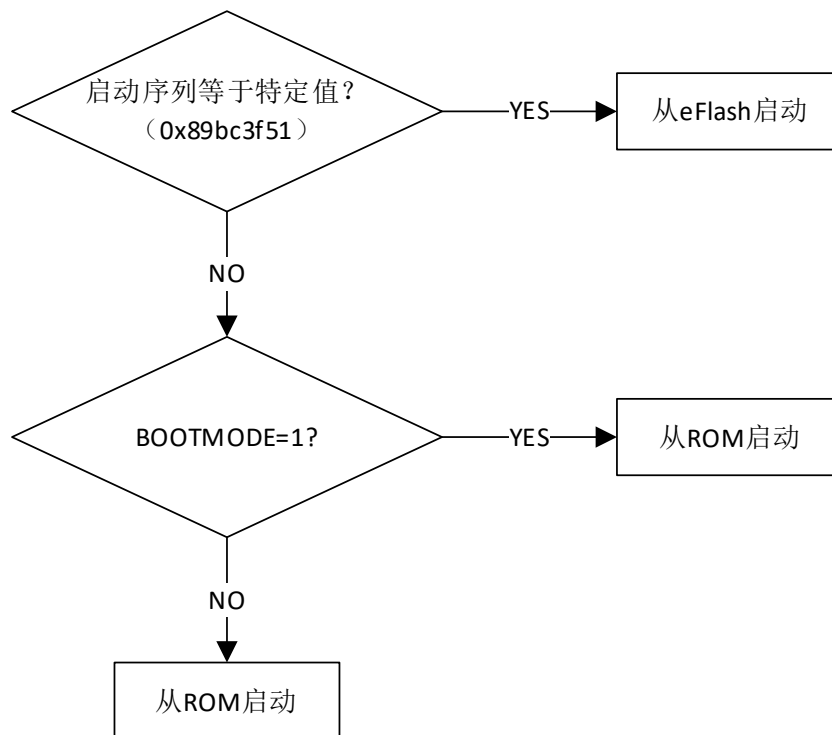 启动序列等于特定值？
（0x89bc3f51）
YES
从eFlash启动
NO
BOOTMODE=1?
YES
从ROM启动
NO
从ROM启动